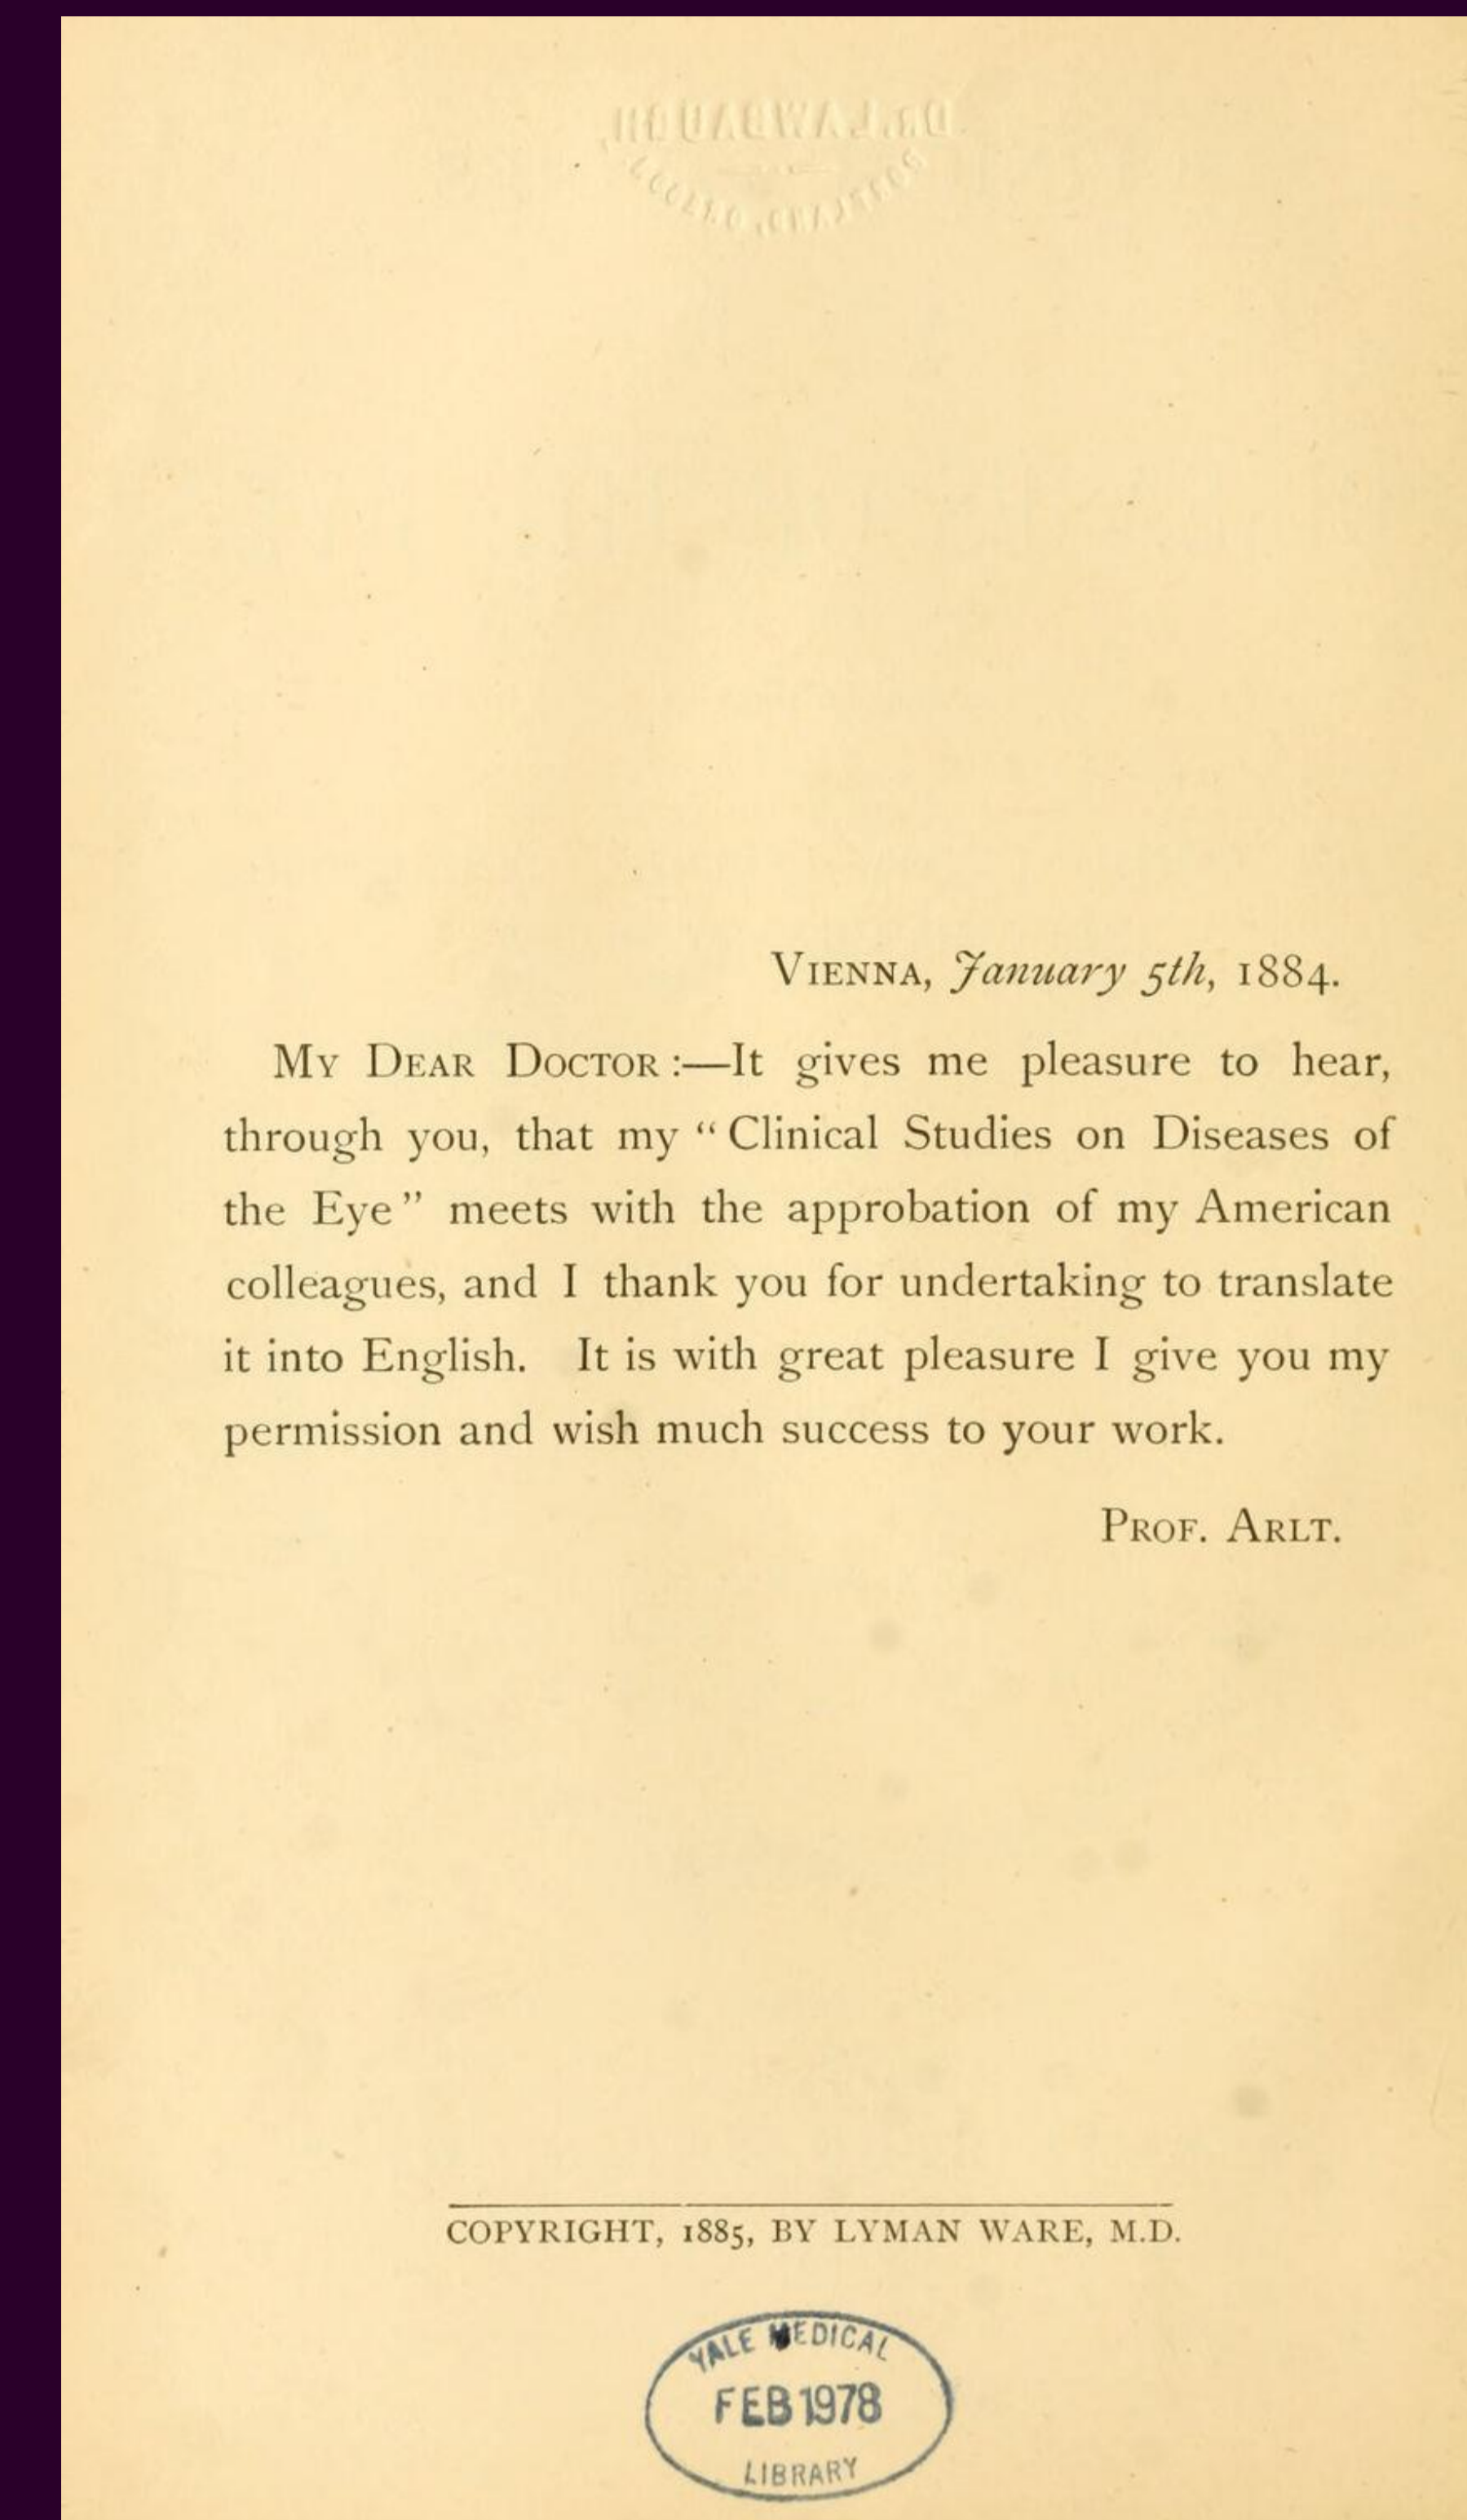 VIENNA, January 5th, 1884.
MY DEAR DOCTOR :—It gives me pleasure to hear,
through you, that my “ Clinical Studies on Diseases of
the Eye ” meets with the approbation of my American
colleagues, and I thank you for undertaking to translate
it into English. It is with great pleasure I give you my
permission and wish much success to your work.
PROF. ARLT.
COPYRIGHT, 1885, BY LYMAN WARE, M.D.
YALE MEDICAL
FEB 1978
LIBRARY